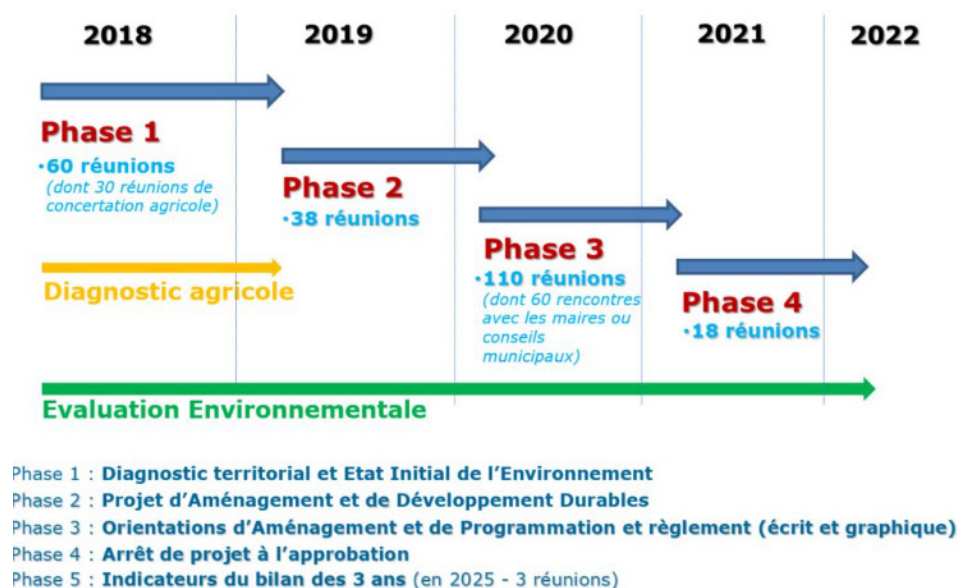 2018 2019 2020 2021 2022
Phase 1
·60 réunions
(dont 30 réunions de
concertation agricole)
Phase 2
·38 réunions
Phase 3
·110 réunions
(dont 60 rencontres
avec les maires ou
conseils
municipaux)
Phase 4
·18 réunions
Diagnostic agricole
Evaluation Environnementale
Phase 1 : Diagnostic territorial et Etat Initial de l'Environnement
Phase 2 : Projet d'Aménagement et de Développement Durables
Phase 3 : Orientations d'Aménagement et de Programmation et règlement (écrit et graphique)
Phase 4 : Arrêt de projet à l'approbation
Phase 5 : Indicateurs du bilan des 3 ans (en 2025 - 3 réunions)